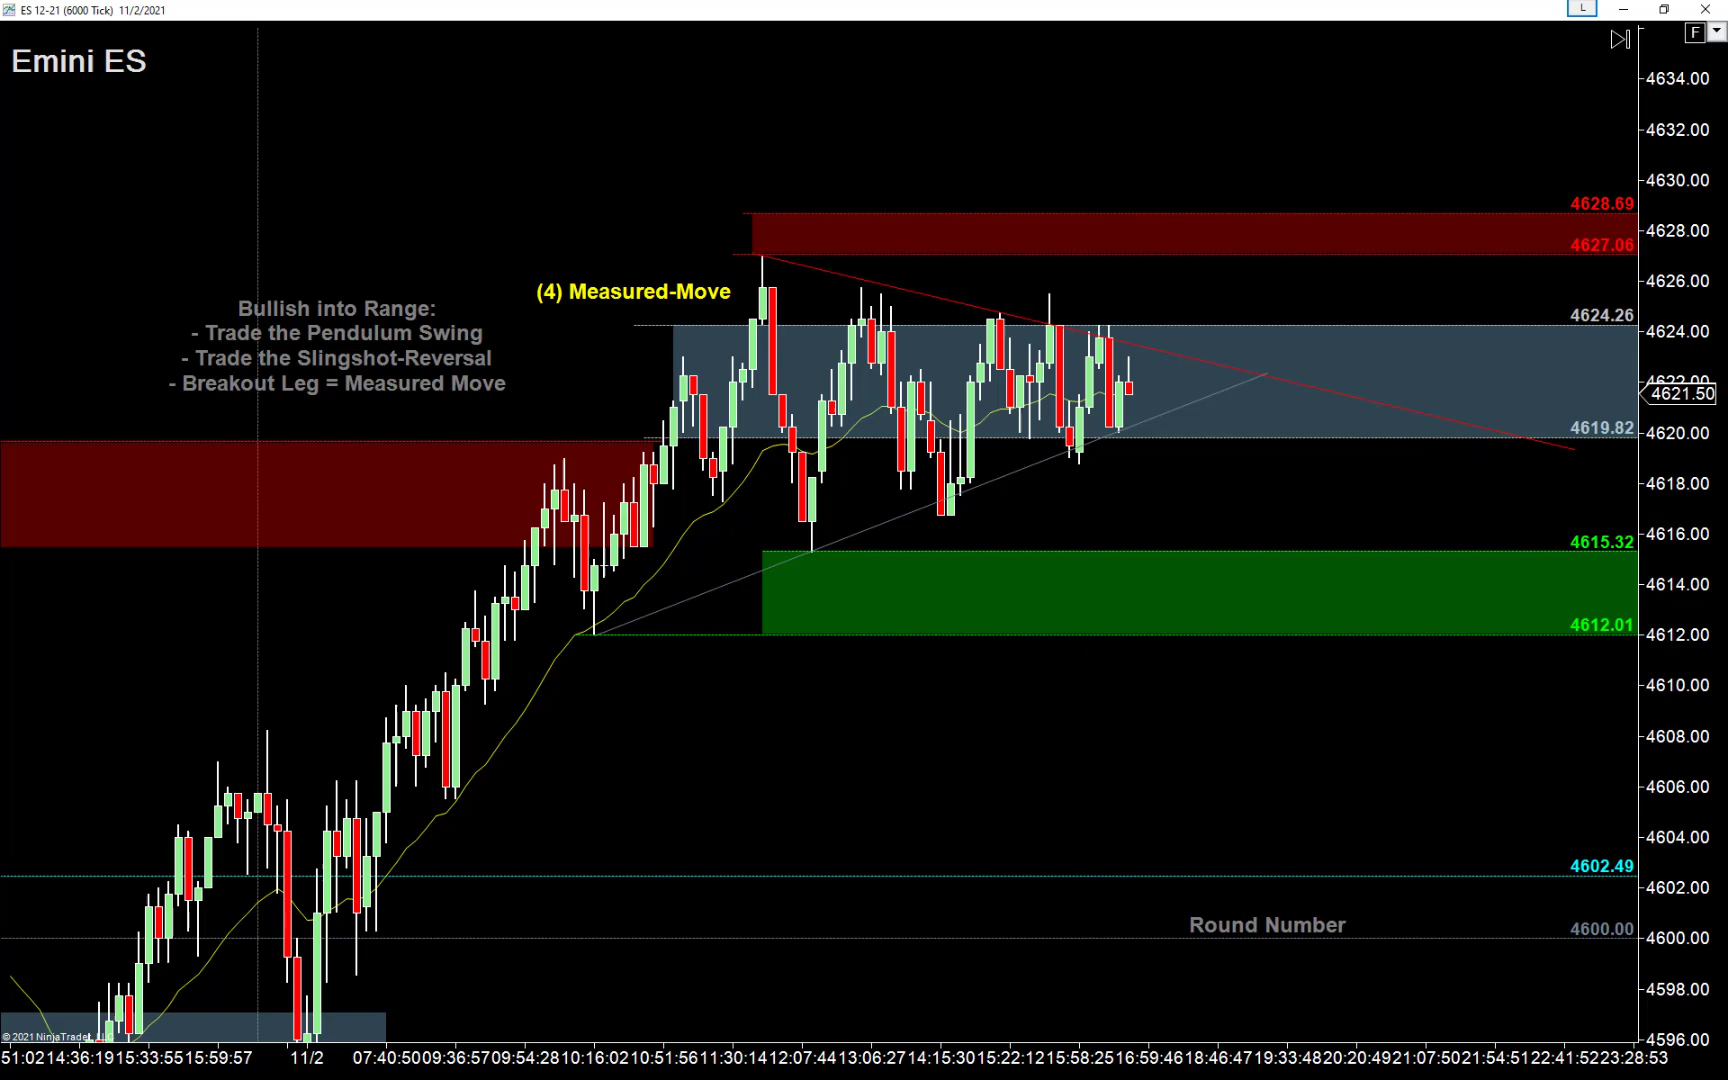 ES 12-21 (6000 Tick)  11/2/2021
L
F
Emini ES
4634.00
4632.00
4630.00
4628.69
4628.00
4627.06
4626.00
(4) Measured-Move
Bullish into Range:
- Trade the Pendulum Swing
- Trade the Slingshot-Reversal
- Breakout Leg = Measured Move
4624.26
4624.00
4622.00
4621.50
4619.82
4620.00
4618.00
4616.00
4615.32
4614.00
4612.01
4612.00
4610.00
4608.00
4606.00
4604.00
4602.49
4602.00
Round Number
4600.00
4600.00
4598.00
4596.00
© 2021 NinjaTrader, LLC
51:02 14:36:19 15:33:55 15:59:57 11/2 07:40:50 09:36:57 09:54:28 10:16:02 10:51:56 11:30:14 12:07:44 13:06:27 14:15:30 15:22:12 15:58:25 16:59:46 18:46:47 19:33:48 20:20:49 21:07:50 21:54:51 22:41:52 23:28:53